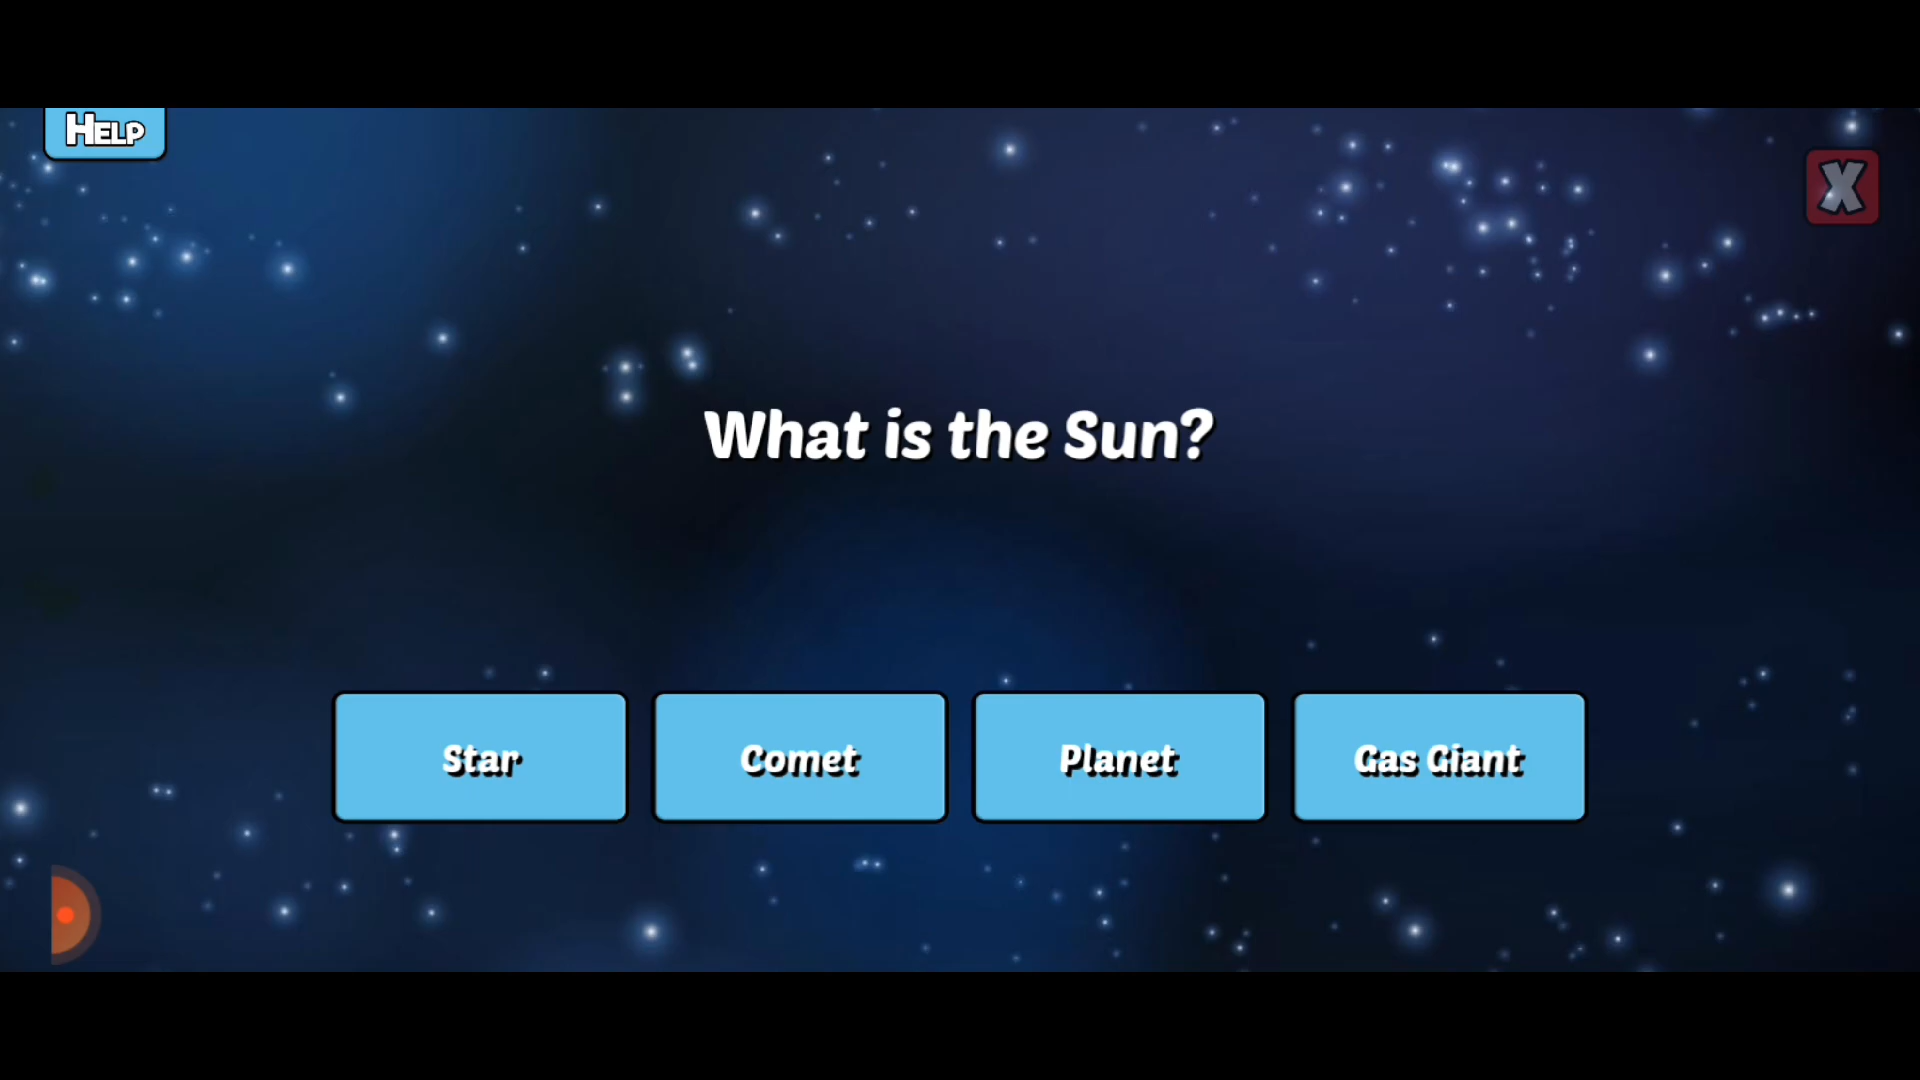 HELP
X
What is the Sun?
Star
Comet
Planet
Gas Giant